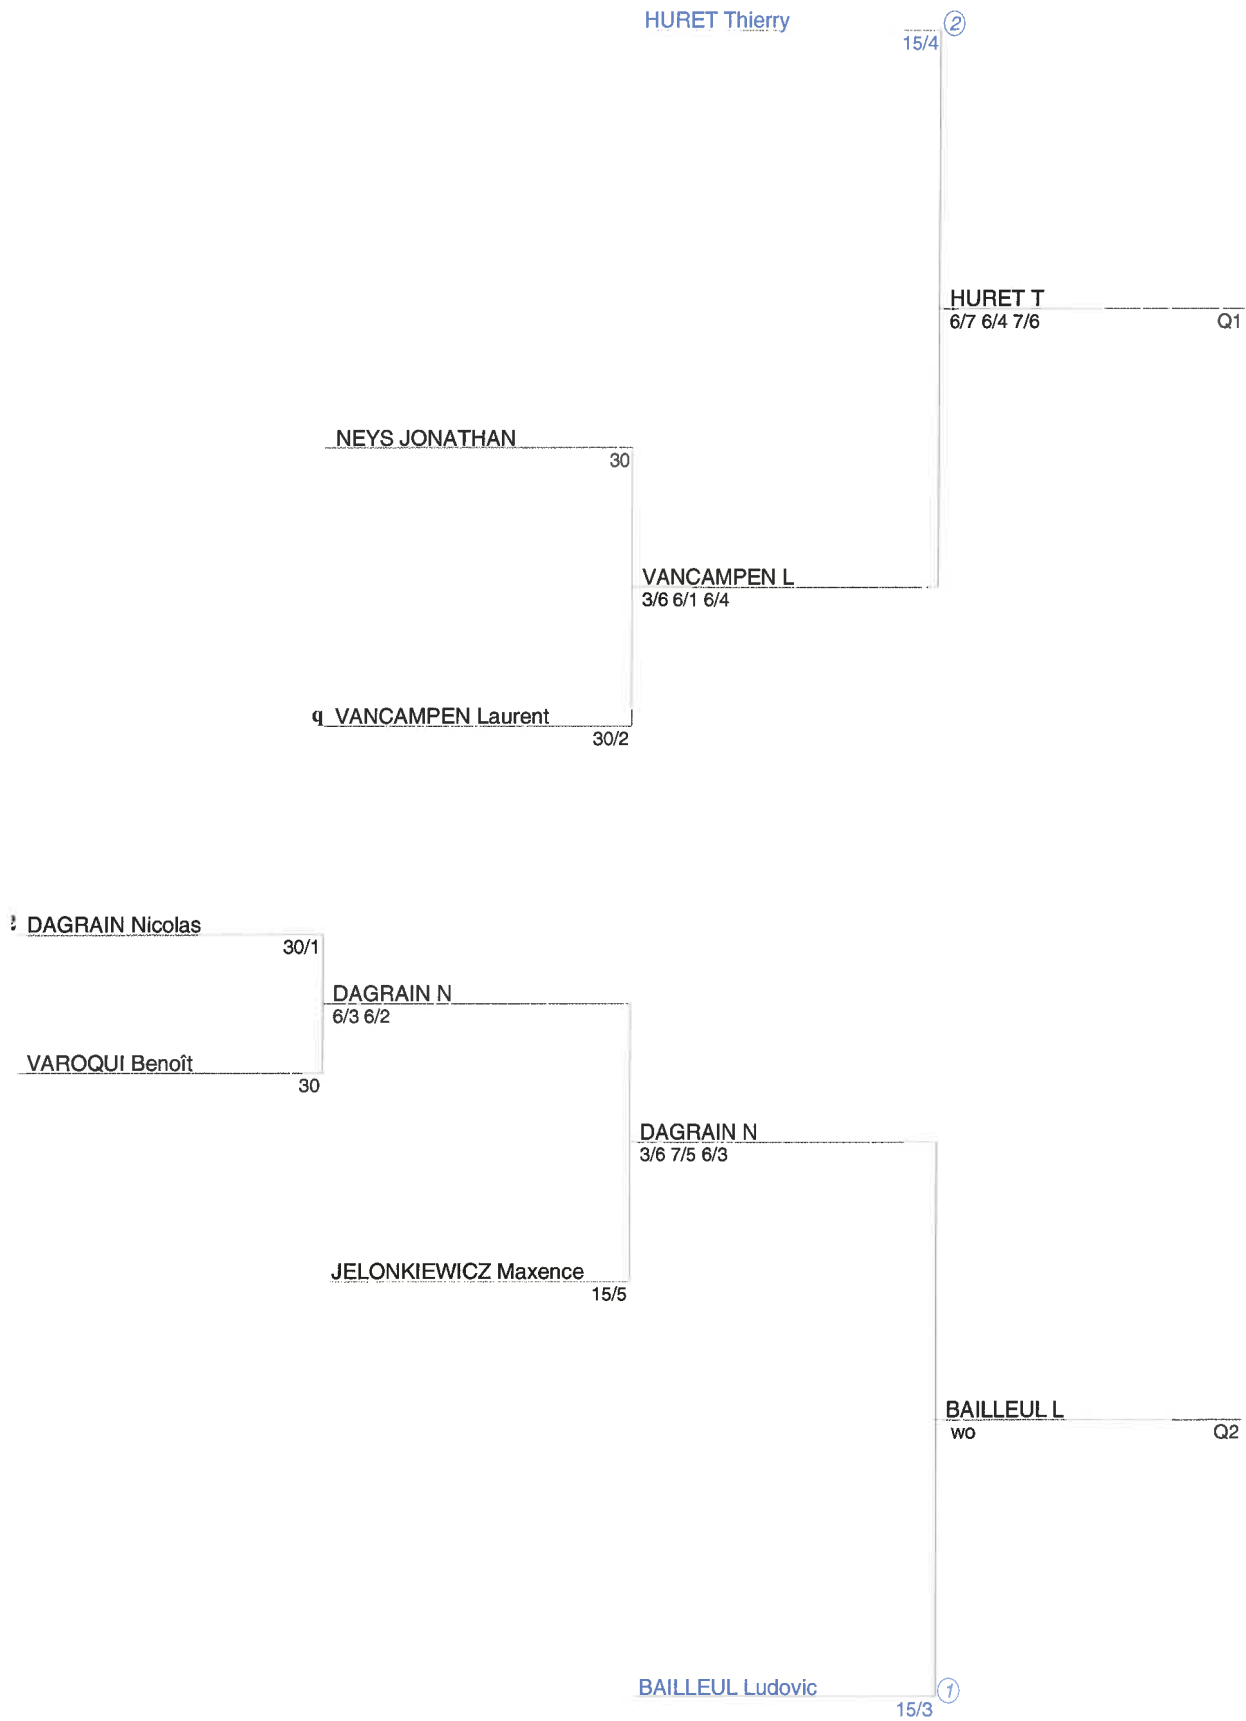 HURET Thierry
2
15/4
HURET T
6/7 6/4 7/6
Q1
NEYS JONATHAN
30
VANCAMPEN L
3/6 6/1 6/4
q VANCAMPEN Laurent
30/2
DAGRAIN Nicolas
30/1
DAGRAIN N
6/3 6/2
VAROQUI Benoît
30
DAGRAIN N
3/6 7/5 6/3
JELONKIEWICZ Maxence
15/5
BAILLEUL L
wo
Q2
BAILLEUL Ludovic
1
15/3